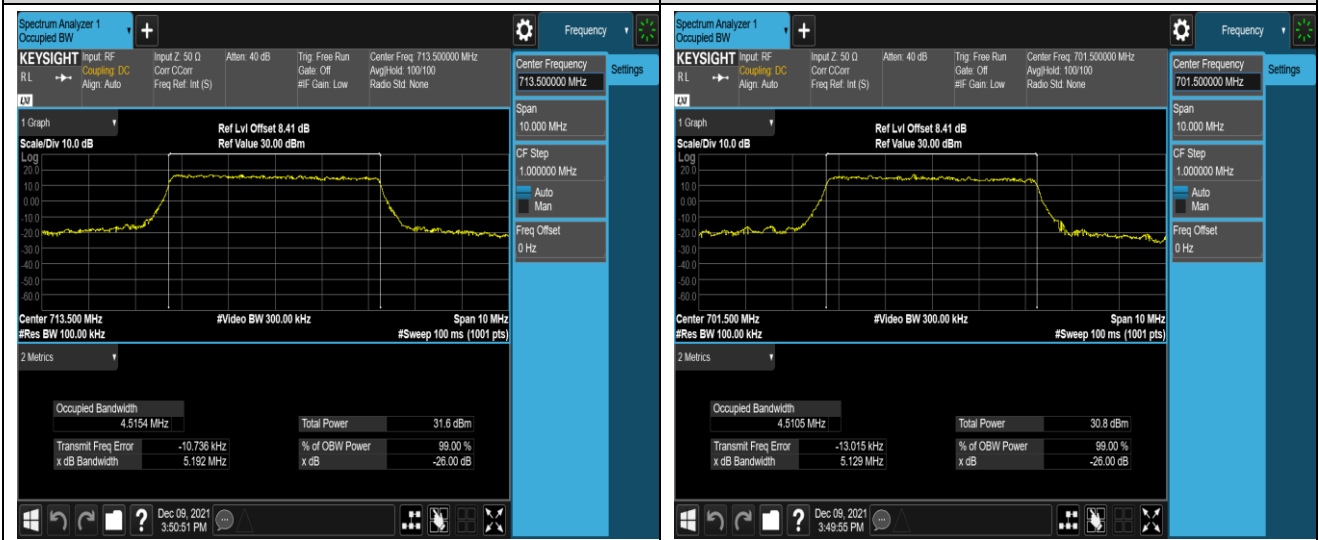 Spectrum Analyzer 1
Occupied BW
+
Frequency
KEYSIGHT
RL
LXI
Input: RF
Coupling: DC
Align: Auto
Input Z: 50 Ω
Corr CCorr
Freq Ref: Int (S)
Atten: 40 dB
Trig: Free Run
Gate: Off
#IF Gain: Low
Center Freq: 713.500000 MHz
Avg|Hold: 100/100
Radio Std: None
Center Frequency
713.500000 MHz
Settings
Span
10.000 MHz
CF Step
1.000000 MHz
Auto
Man
Freq Offset
0 Hz
1 Graph
Scale/Div 10.0 dB
Ref Lvl Offset 8.41 dB
Ref Value 30.00 dBm
Log
20.0
10.0
0.00
-10.0
-20.0
-30.0
-40.0
-50.0
-60.0
Center 713.500 MHz
#Video BW 300.00 kHz
Span 10 MHz
#Res BW 100.00 kHz
#Sweep 100 ms (1001 pts)
2 Metrics
Occupied Bandwidth
4.5154 MHz
Total Power 31.6 dBm
Transmit Freq Error -10.736 kHz
% of OBW Power 99.00 %
x dB Bandwidth 5.192 MHz
x dB -26.00 dB
?
Dec 09, 2021
3:50:51 PM
Spectrum Analyzer 1
Occupied BW
+
Frequency
KEYSIGHT
RL
LXI
Input: RF
Coupling: DC
Align: Auto
Input Z: 50 Ω
Corr CCorr
Freq Ref: Int (S)
Atten: 40 dB
Trig: Free Run
Gate: Off
#IF Gain: Low
Center Freq: 701.500000 MHz
Avg|Hold: 100/100
Radio Std: None
Center Frequency
701.500000 MHz
Settings
Span
10.000 MHz
CF Step
1.000000 MHz
Auto
Man
Freq Offset
0 Hz
1 Graph
Scale/Div 10.0 dB
Ref Lvl Offset 8.41 dB
Ref Value 30.00 dBm
Log
20.0
10.0
0.00
-10.0
-20.0
-30.0
-40.0
-50.0
-60.0
Center 701.500 MHz
#Video BW 300.00 kHz
Span 10 MHz
#Res BW 100.00 kHz
#Sweep 100 ms (1001 pts)
2 Metrics
Occupied Bandwidth
4.5105 MHz
Total Power 30.8 dBm
Transmit Freq Error -13.015 kHz
% of OBW Power 99.00 %
x dB Bandwidth 5.129 MHz
x dB -26.00 dB
?
Dec 09, 2021
3:49:55 PM